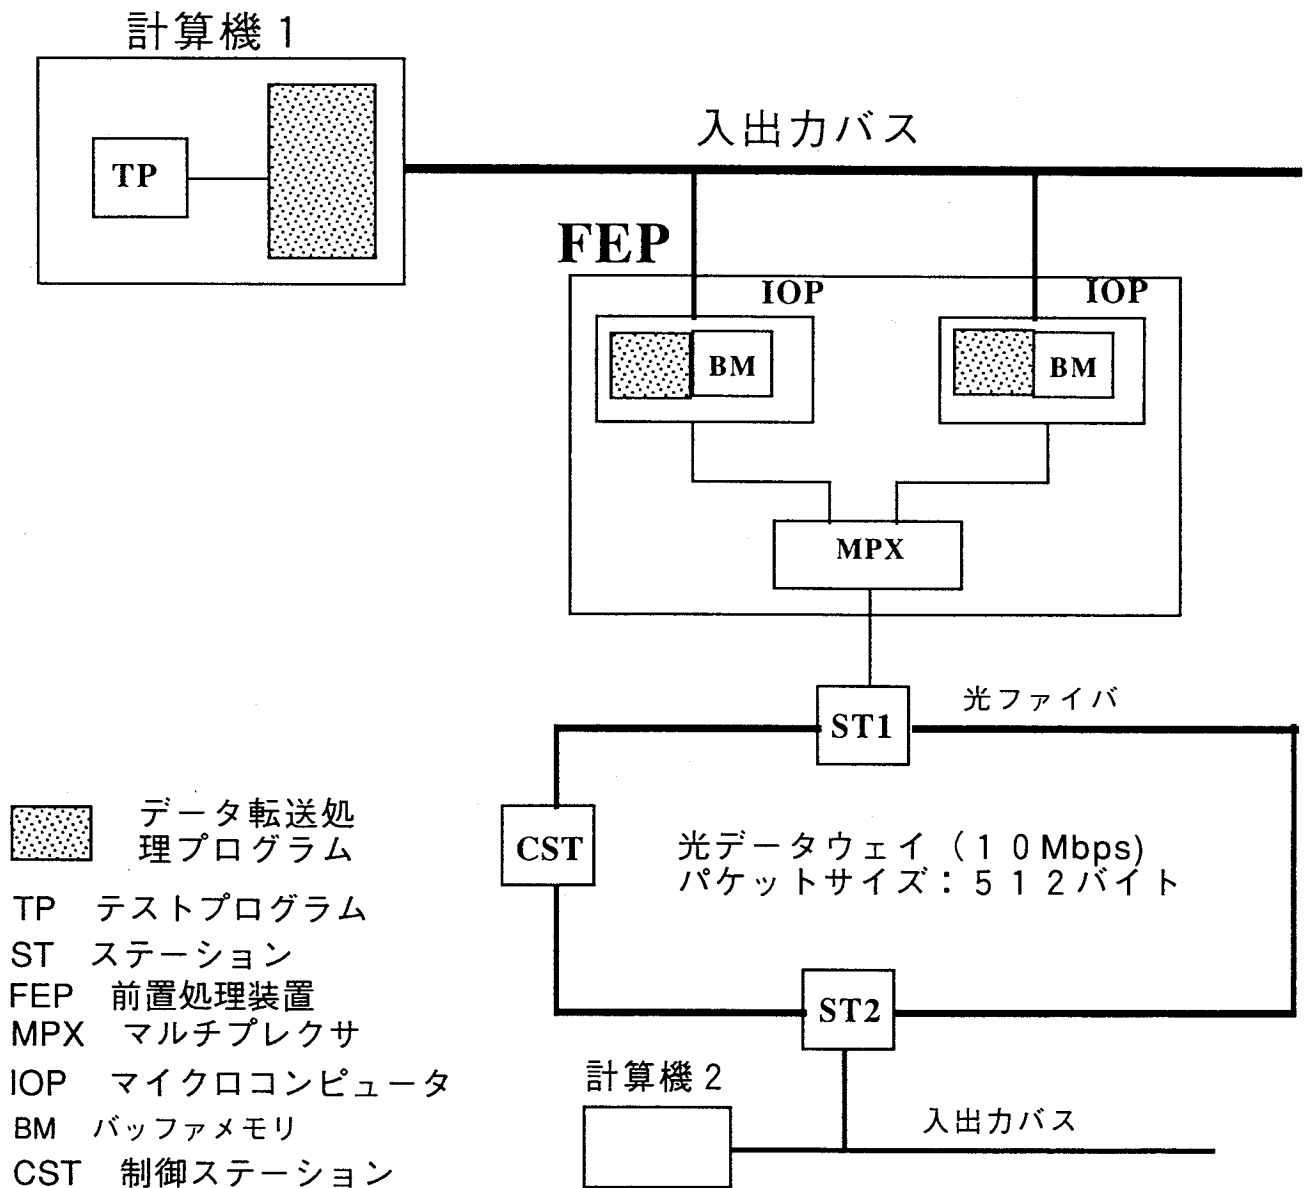 計算機1
TP
入出力バス
FEP
IOP
IOP
BM
BM
MPX
ST1
光ファイバ
CST
光データウェイ(10Mbps)
パケットサイズ:512バイト
ST2
計算機2
入出力バス
データ転送処
理プログラム
TP テストプログラム
ST ステーション
FEP 前置処理装置
MPX マルチプレクサ
IOP マイクロコンピュータ
BM バッファメモリ
CST 制御ステーション